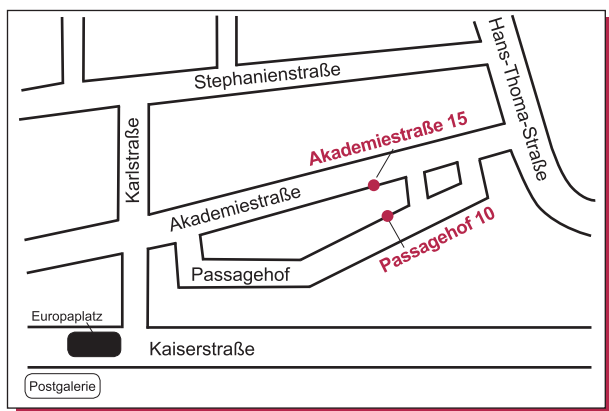 Stephanienstraße
Hans-Thoma-Straße
Karlstraße
Akademiestraße 15
Akademiestraße
Passagehof 10
Passagehof
Europaplatz
Kaiserstraße
Postgalerie